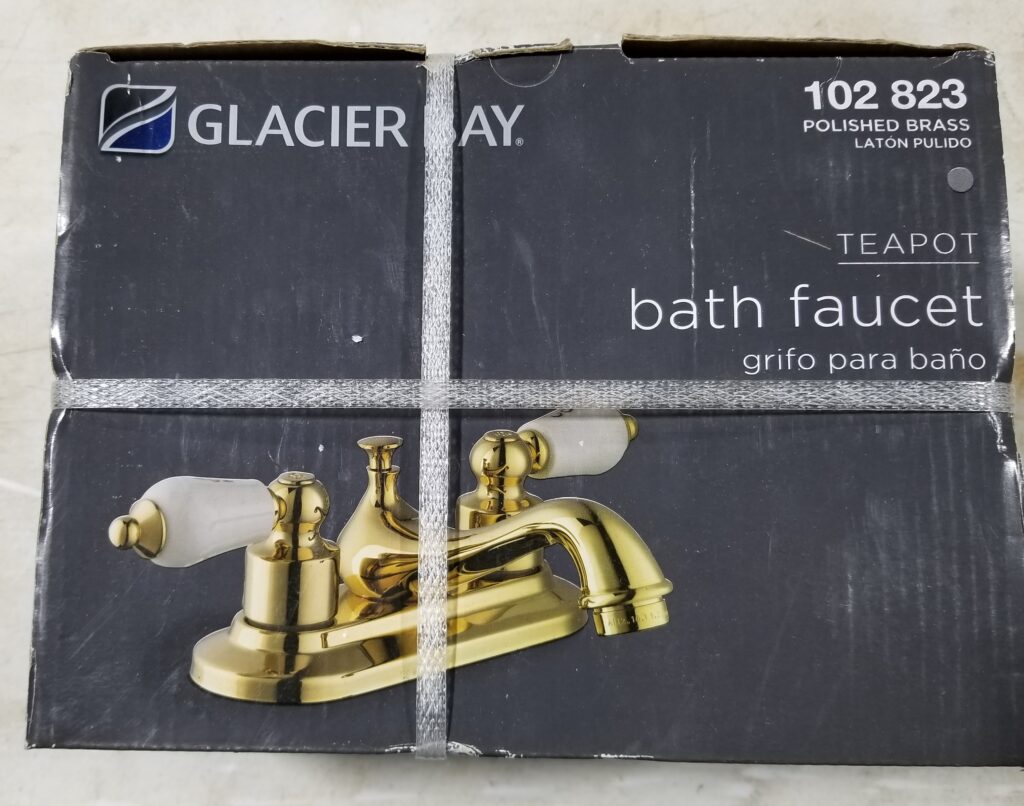 GLACIER BAY®
102 823
POLISHED BRASS
LATÓN PULIDO
TEAPOT
bath faucet
grifo para baño